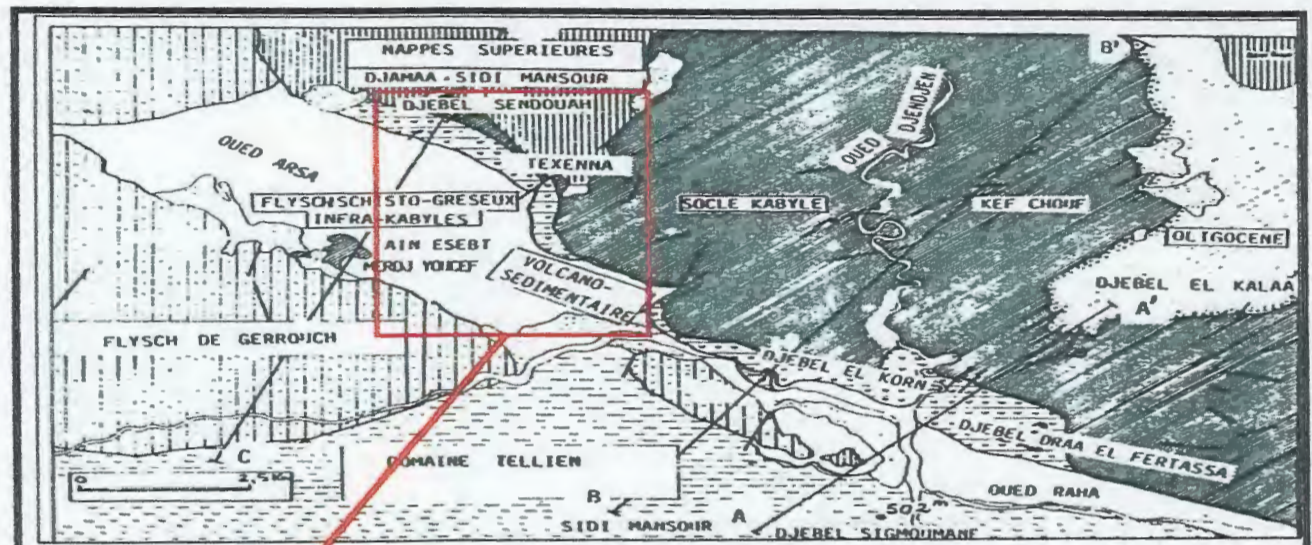 NAPPES SUPERIEURES
DJAMAA - SIDI MANSOUR
DJEBEL SENDOUAH
B'
OUED DJENDJEN
OUED ARSA
TEXENNA
FLYSCHSCHISTO-GRESEUX
INFRA-KABYLES
SOCLE KABYLE
KEF CHOUF
OLIGOCENE
AIN ESEBT
MERDJ YOUCEF
VOLCANO-
SEDIMENTAIRE
DJEBEL EL KALAA
A'
FLYSCH DE GERROUCH
DJEBEL EL KORN
DJEBEL DRAA EL FERTASSA
C
DOMAINE TELLIEN
0 2,5Km
B
OUED RAHA
502m
SIDI MANSOUR
A
DJEBEL SIGMOUMANE